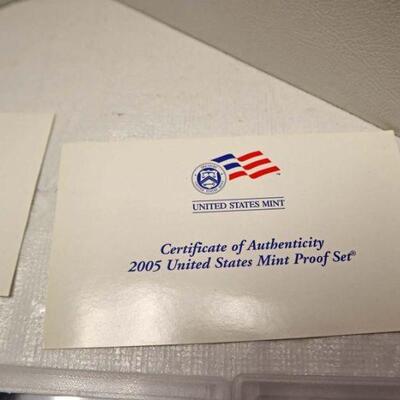 UNITED STATES MINT
Certificate of Authenticity
2005 United States Mint Proof Set®